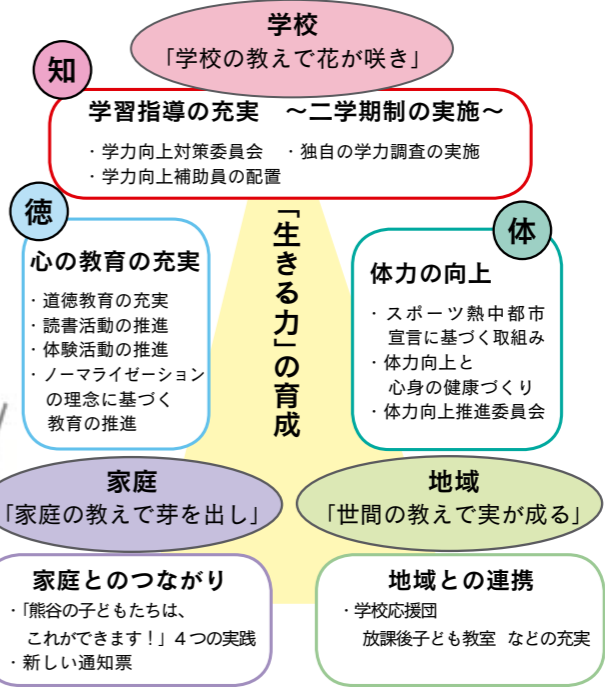 学校
「学校の教えで花が咲き」
知
学習指導の充実　～二学期制の実施～
・学力向上対策委員会　・独自の学力調査の実施
・学力向上補助員の配置
徳
心の教育の充実
・道徳教育の充実
・読書活動の推進
・体験活動の推進
・ノーマライゼーション
の理念に基づく
教育の推進
「生きる力」の育成
体
体力の向上
・スポーツ熱中都市
宣言に基づく取組み
・体力向上と
心身の健康づくり
・体力向上推進委員会
家庭
「家庭の教えで芽を出し」
家庭とのつながり
・「熊谷の子どもたちは、
これができます！」４つの実践
・新しい通知票
地域
「世間の教えで実が成る」
地域との連携
・学校応援団
放課後子ども教室 などの充実